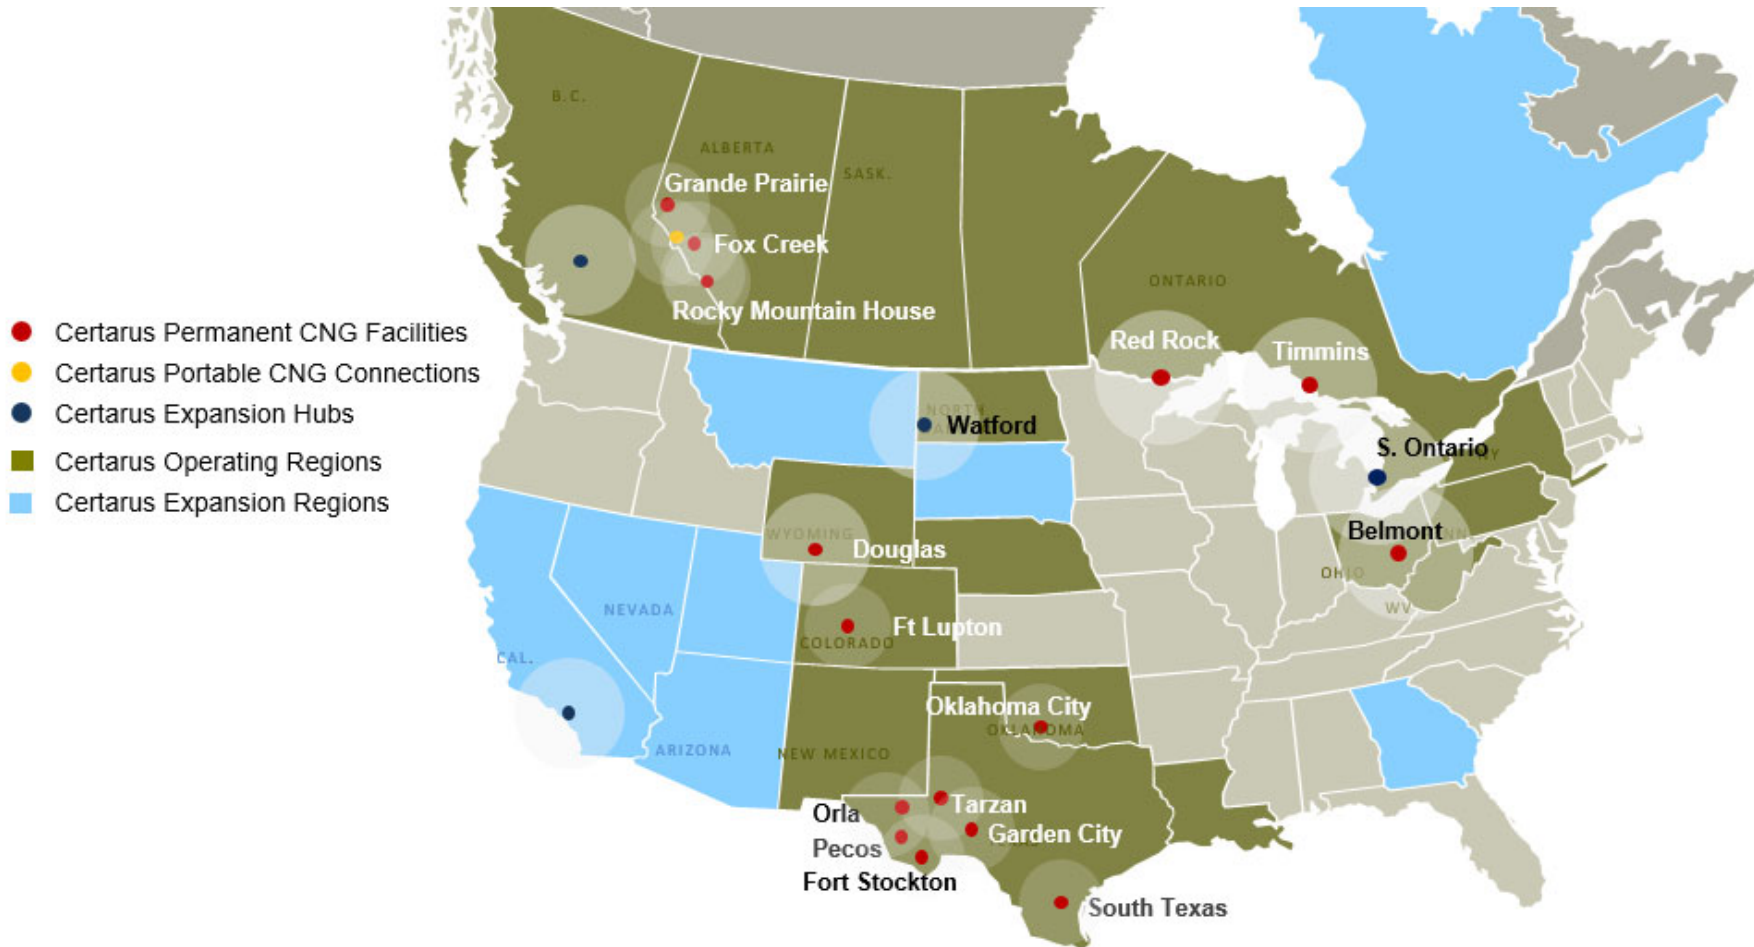 B.C.
ALBERTA
SASK.
Grande Prairie
Fox Creek
ONTARIO
Rocky Mountain House
Certarus Permanent CNG Facilities
Certarus Portable CNG Connections
Certarus Expansion Hubs
Certarus Operating Regions
Certarus Expansion Regions
Red Rock
Timmins
NORTH
Watford
S. Ontario
NY
Belmont
WYOMING
Douglas
OHIO
WV
NEVADA
Ft Lupton
COLORADO
CAL.
Oklahoma City
OKLAHOMA
ARIZONA
NEW MEXICO
Orla
Tarzan
Garden City
Pecos
Fort Stockton
South Texas